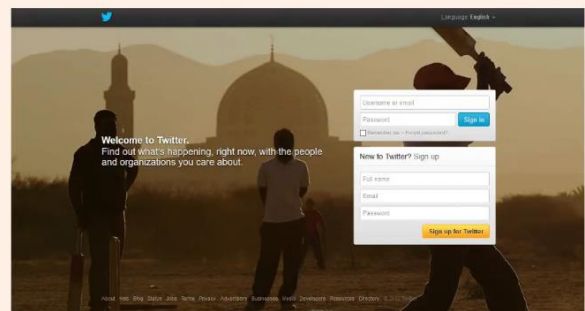 Language: English
Username or email
Password
Sign in
Remember me · Forgot password?
Welcome to Twitter.
Find out what's happening, right now, with the people
and organizations you care about.
New to Twitter? Sign up
Full name
Email
Password
Sign up for Twitter
About Help Blog Status Jobs Terms Privacy Advertisers Businesses Media Developers Resources Directory © 2012 Twitter